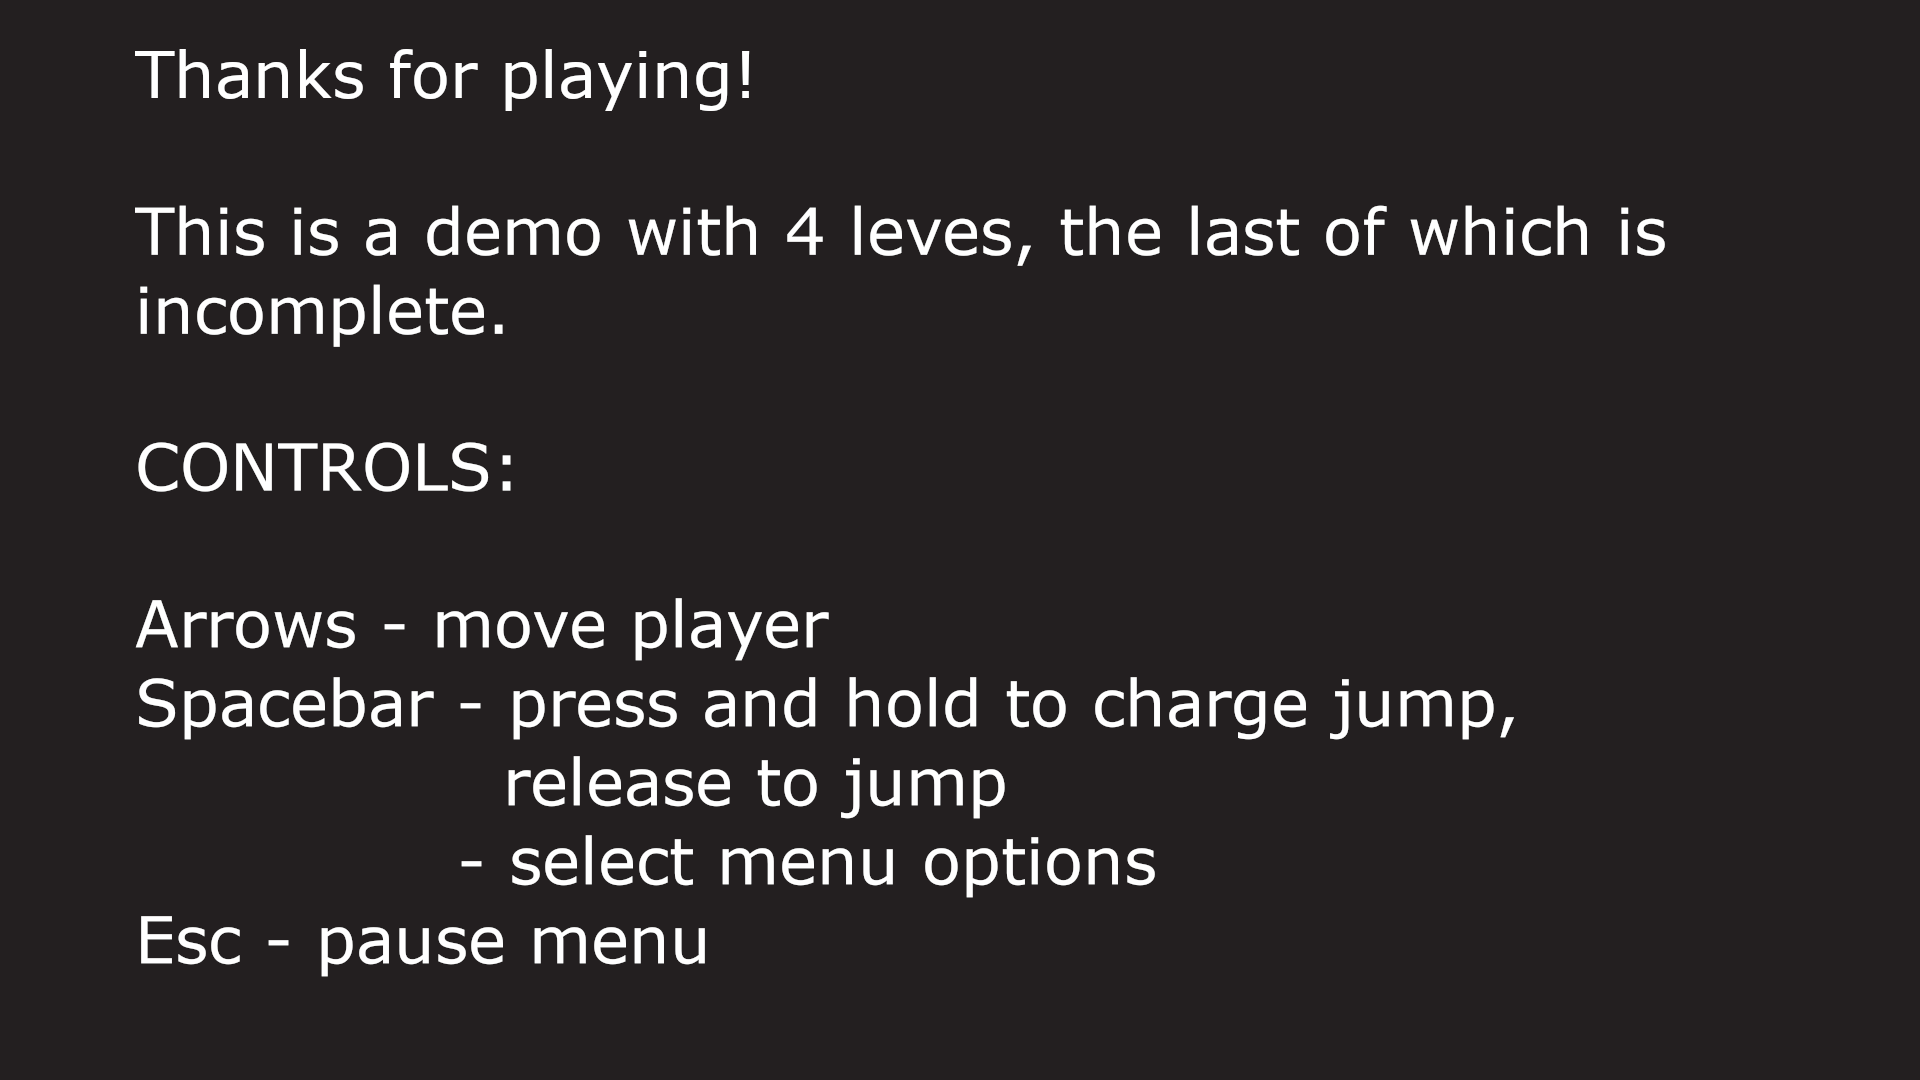 Thanks for playing!
This is a demo with 4 leves, the last of which is
incomplete.
CONTROLS:
Arrows - move player
Spacebar - press and hold to charge jump,
release to jump
- select menu options
Esc - pause menu